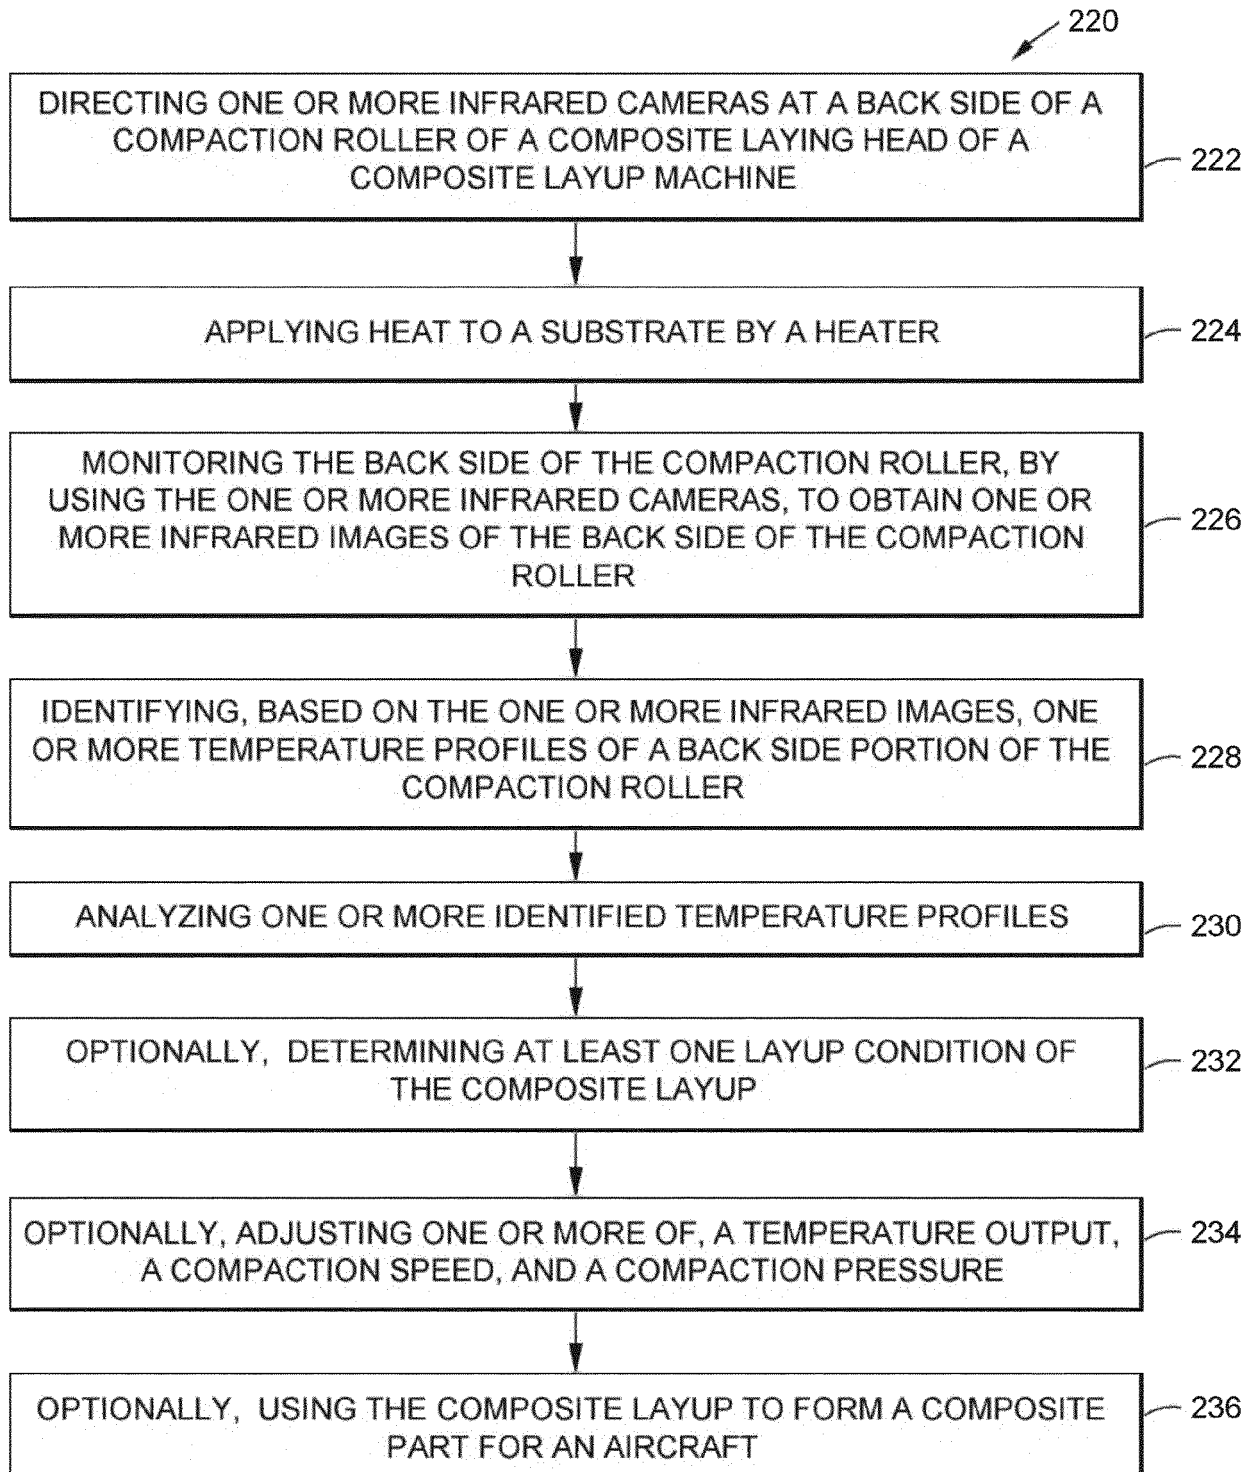 220
DIRECTING ONE OR MORE INFRARED CAMERAS AT A BACK SIDE OF A
COMPACTION ROLLER OF A COMPOSITE LAYING HEAD OF A
COMPOSITE LAYUP MACHINE
222
APPLYING HEAT TO A SUBSTRATE BY A HEATER
224
MONITORING THE BACK SIDE OF THE COMPACTION ROLLER, BY
USING THE ONE OR MORE INFRARED CAMERAS, TO OBTAIN ONE OR
MORE INFRARED IMAGES OF THE BACK SIDE OF THE COMPACTION
ROLLER
226
IDENTIFYING, BASED ON THE ONE OR MORE INFRARED IMAGES, ONE
OR MORE TEMPERATURE PROFILES OF A BACK SIDE PORTION OF THE
COMPACTION ROLLER
228
ANALYZING ONE OR MORE IDENTIFIED TEMPERATURE PROFILES
230
OPTIONALLY, DETERMINING AT LEAST ONE LAYUP CONDITION OF
THE COMPOSITE LAYUP
232
OPTIONALLY, ADJUSTING ONE OR MORE OF, A TEMPERATURE OUTPUT,
A COMPACTION SPEED, AND A COMPACTION PRESSURE
234
OPTIONALLY, USING THE COMPOSITE LAYUP TO FORM A COMPOSITE
PART FOR AN AIRCRAFT
236